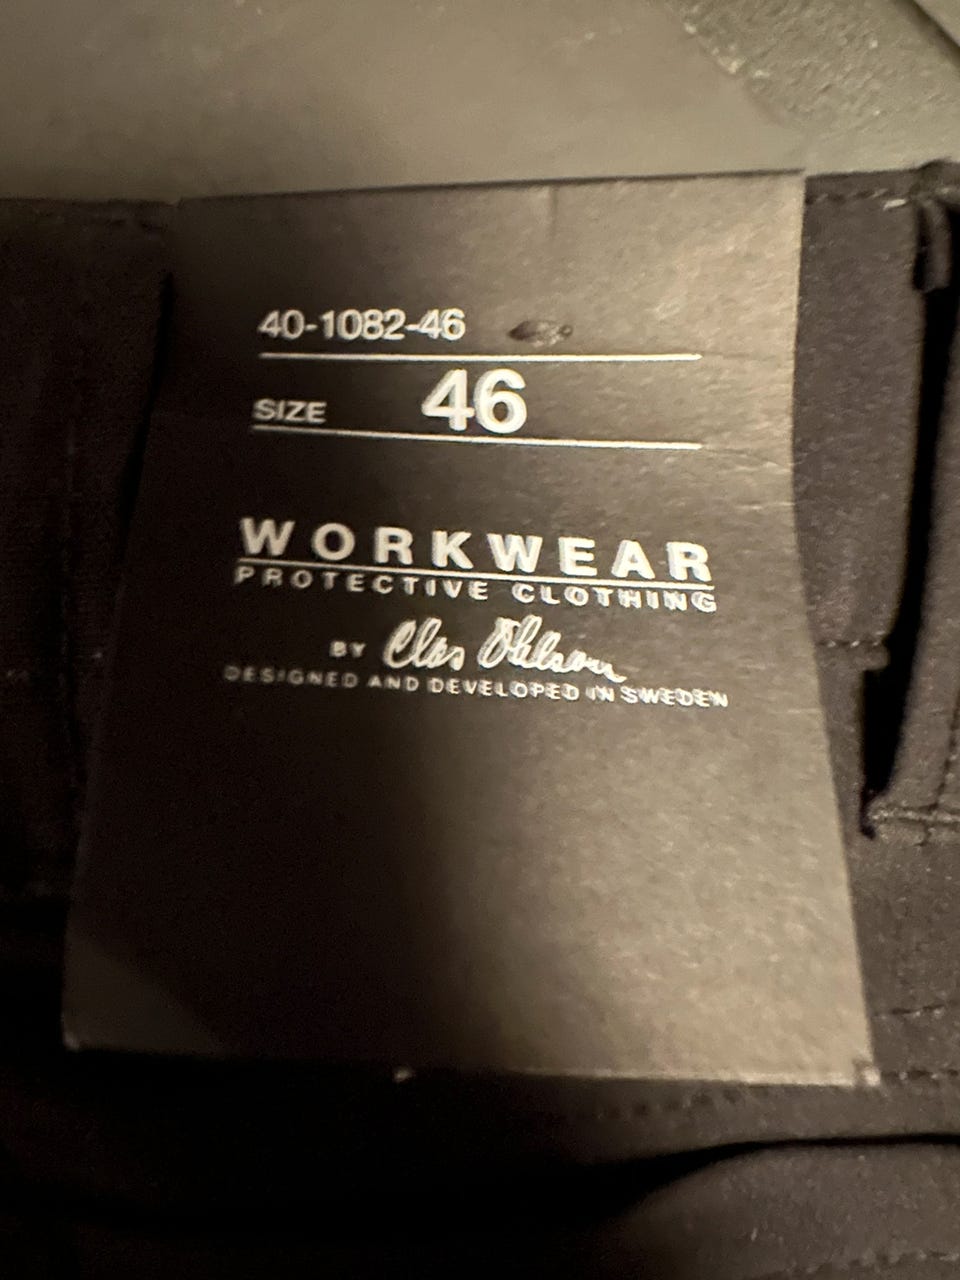 40-1082-46
SIZE 46
WORKWEAR
PROTECTIVE CLOTHING
BY Clas Ohlson
DESIGNED AND DEVELOPED IN SWEDEN